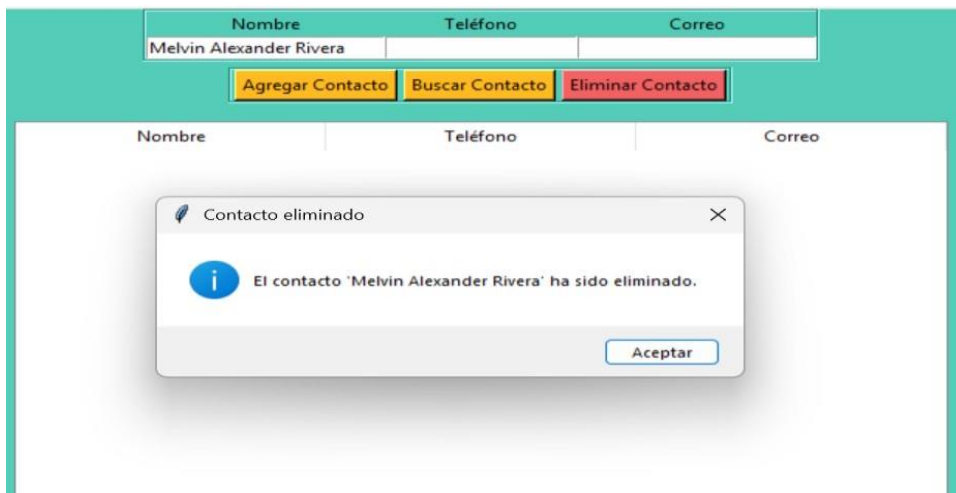 Nombre Teléfono Correo
Melvin Alexander Rivera
Agregar Contacto Buscar Contacto Eliminar Contacto
Nombre Teléfono Correo
Contacto eliminado
i El contacto 'Melvin Alexander Rivera' ha sido eliminado.
Aceptar